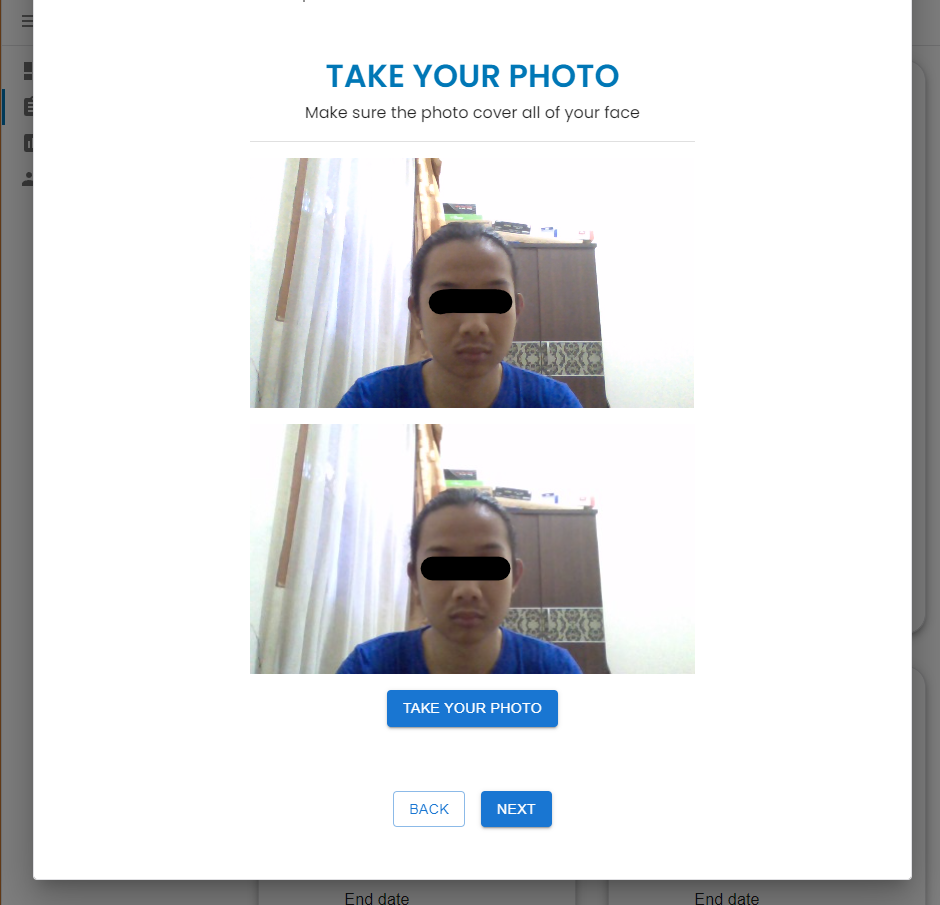 TAKE YOUR PHOTO
Make sure the photo cover all of your face
TAKE YOUR PHOTO
BACK
NEXT
End date
End date